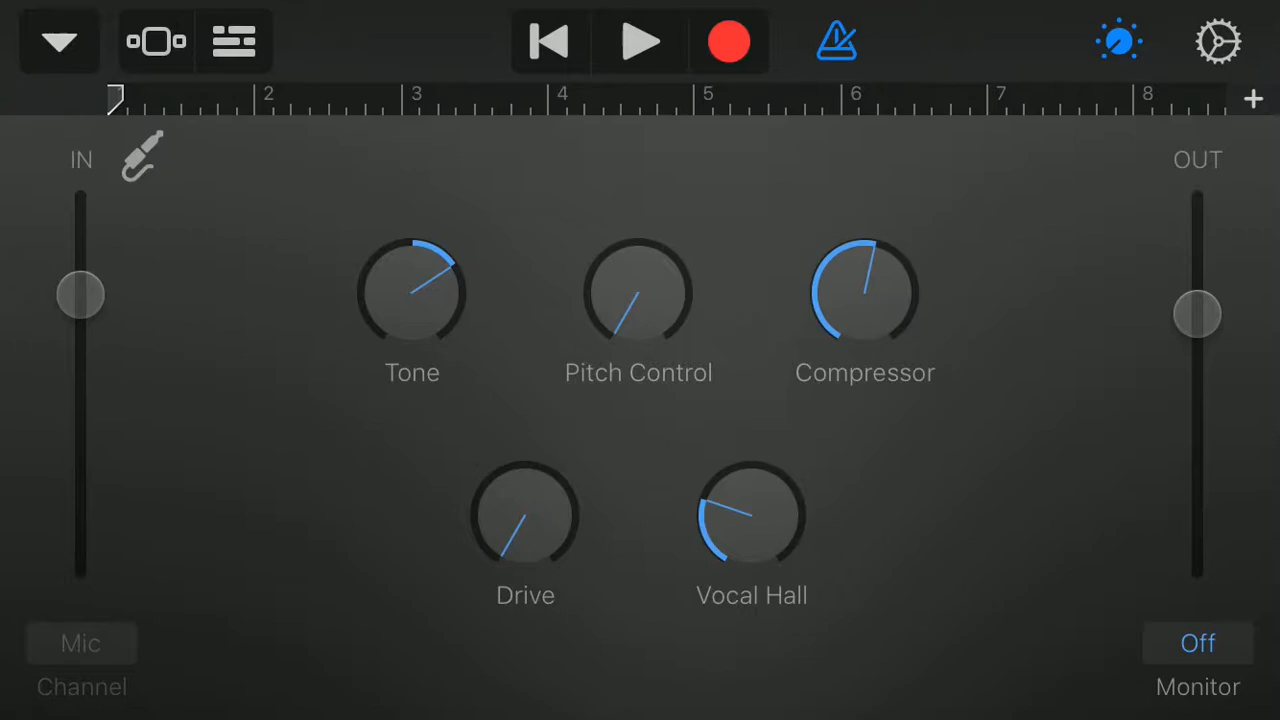 2 3 4 5 6 7 8 +
IN
OUT
Tone Pitch Control Compressor
Drive Vocal Hall
Mic
Channel
Off
Monitor